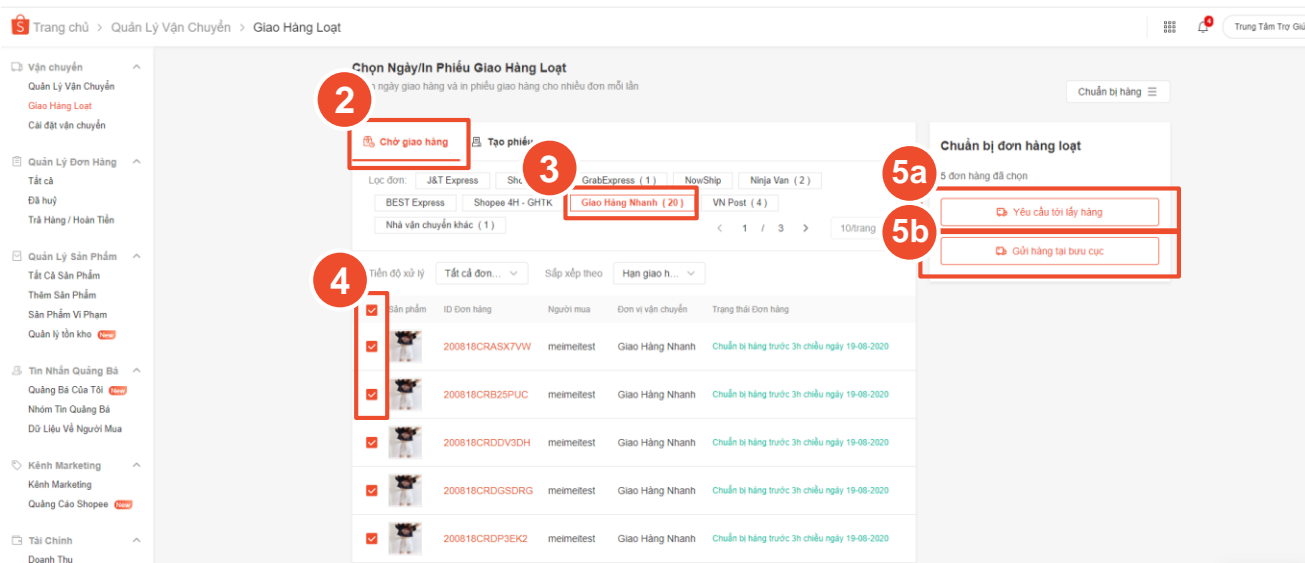 Trang chủ > Quản Lý Vận Chuyển > Giao Hàng Loạt
4
Trung Tâm Trợ Giú
Vận chuyển
Quản Lý Vận Chuyển
Giao Hàng Loạt
Cài đặt vận chuyển
Quản Lý Đơn Hàng
Tất cả
Đã huỷ
Trả Hàng / Hoàn Tiền
Quản Lý Sản Phẩm
Tất Cả Sản Phẩm
Thêm Sản Phẩm
Sản Phẩm Vi Phạm
Quản lý tồn kho New
Tin Nhắn Quảng Bá
Quảng Bá Của Tôi New
Nhóm Tin Quảng Bá
Dữ Liệu Về Người Mua
Kênh Marketing
Kênh Marketing
Quảng Cáo Shopee New
Tài Chính
Doanh Thu
Chọn Ngày/In Phiếu Giao Hàng Loạt
ngày giao hàng và in phiếu giao hàng cho nhiều đơn mỗi lần
Chuẩn bị hàng
2
Chờ giao hàng
Tạo phiếu
3
Lọc đơn: J&T Express GrabExpress ( 1 ) NowShip Ninja Van ( 2 )
BEST Express Shopee 4H - GHTK Giao Hàng Nhanh ( 20 ) VN Post ( 4 )
Nhà vận chuyển khác ( 1 )
< 1 / 3 > 10/trang
4
Tiến độ xử lý Tất cả đơn... Sắp xếp theo Hạn giao h...
Sản phẩm ID Đơn hàng Người mua Đơn vị vận chuyển Trạng thái Đơn hàng
200818CRASX7VW meimeitest Giao Hàng Nhanh Chuẩn bị hàng trước 3h chiều ngày 19-08-2020
200818CRB25PUC meimeitest Giao Hàng Nhanh Chuẩn bị hàng trước 3h chiều ngày 19-08-2020
200818CRDDV3DH meimeitest Giao Hàng Nhanh Chuẩn bị hàng trước 3h chiều ngày 19-08-2020
200818CRDGSDRG meimeitest Giao Hàng Nhanh Chuẩn bị hàng trước 3h chiều ngày 19-08-2020
200818CRDP3EK2 meimeitest Giao Hàng Nhanh Chuẩn bị hàng trước 3h chiều ngày 19-08-2020
Chuẩn bị đơn hàng loạt
5a
5 đơn hàng đã chọn
Yêu cầu tới lấy hàng
5b
Gửi hàng tại bưu cục